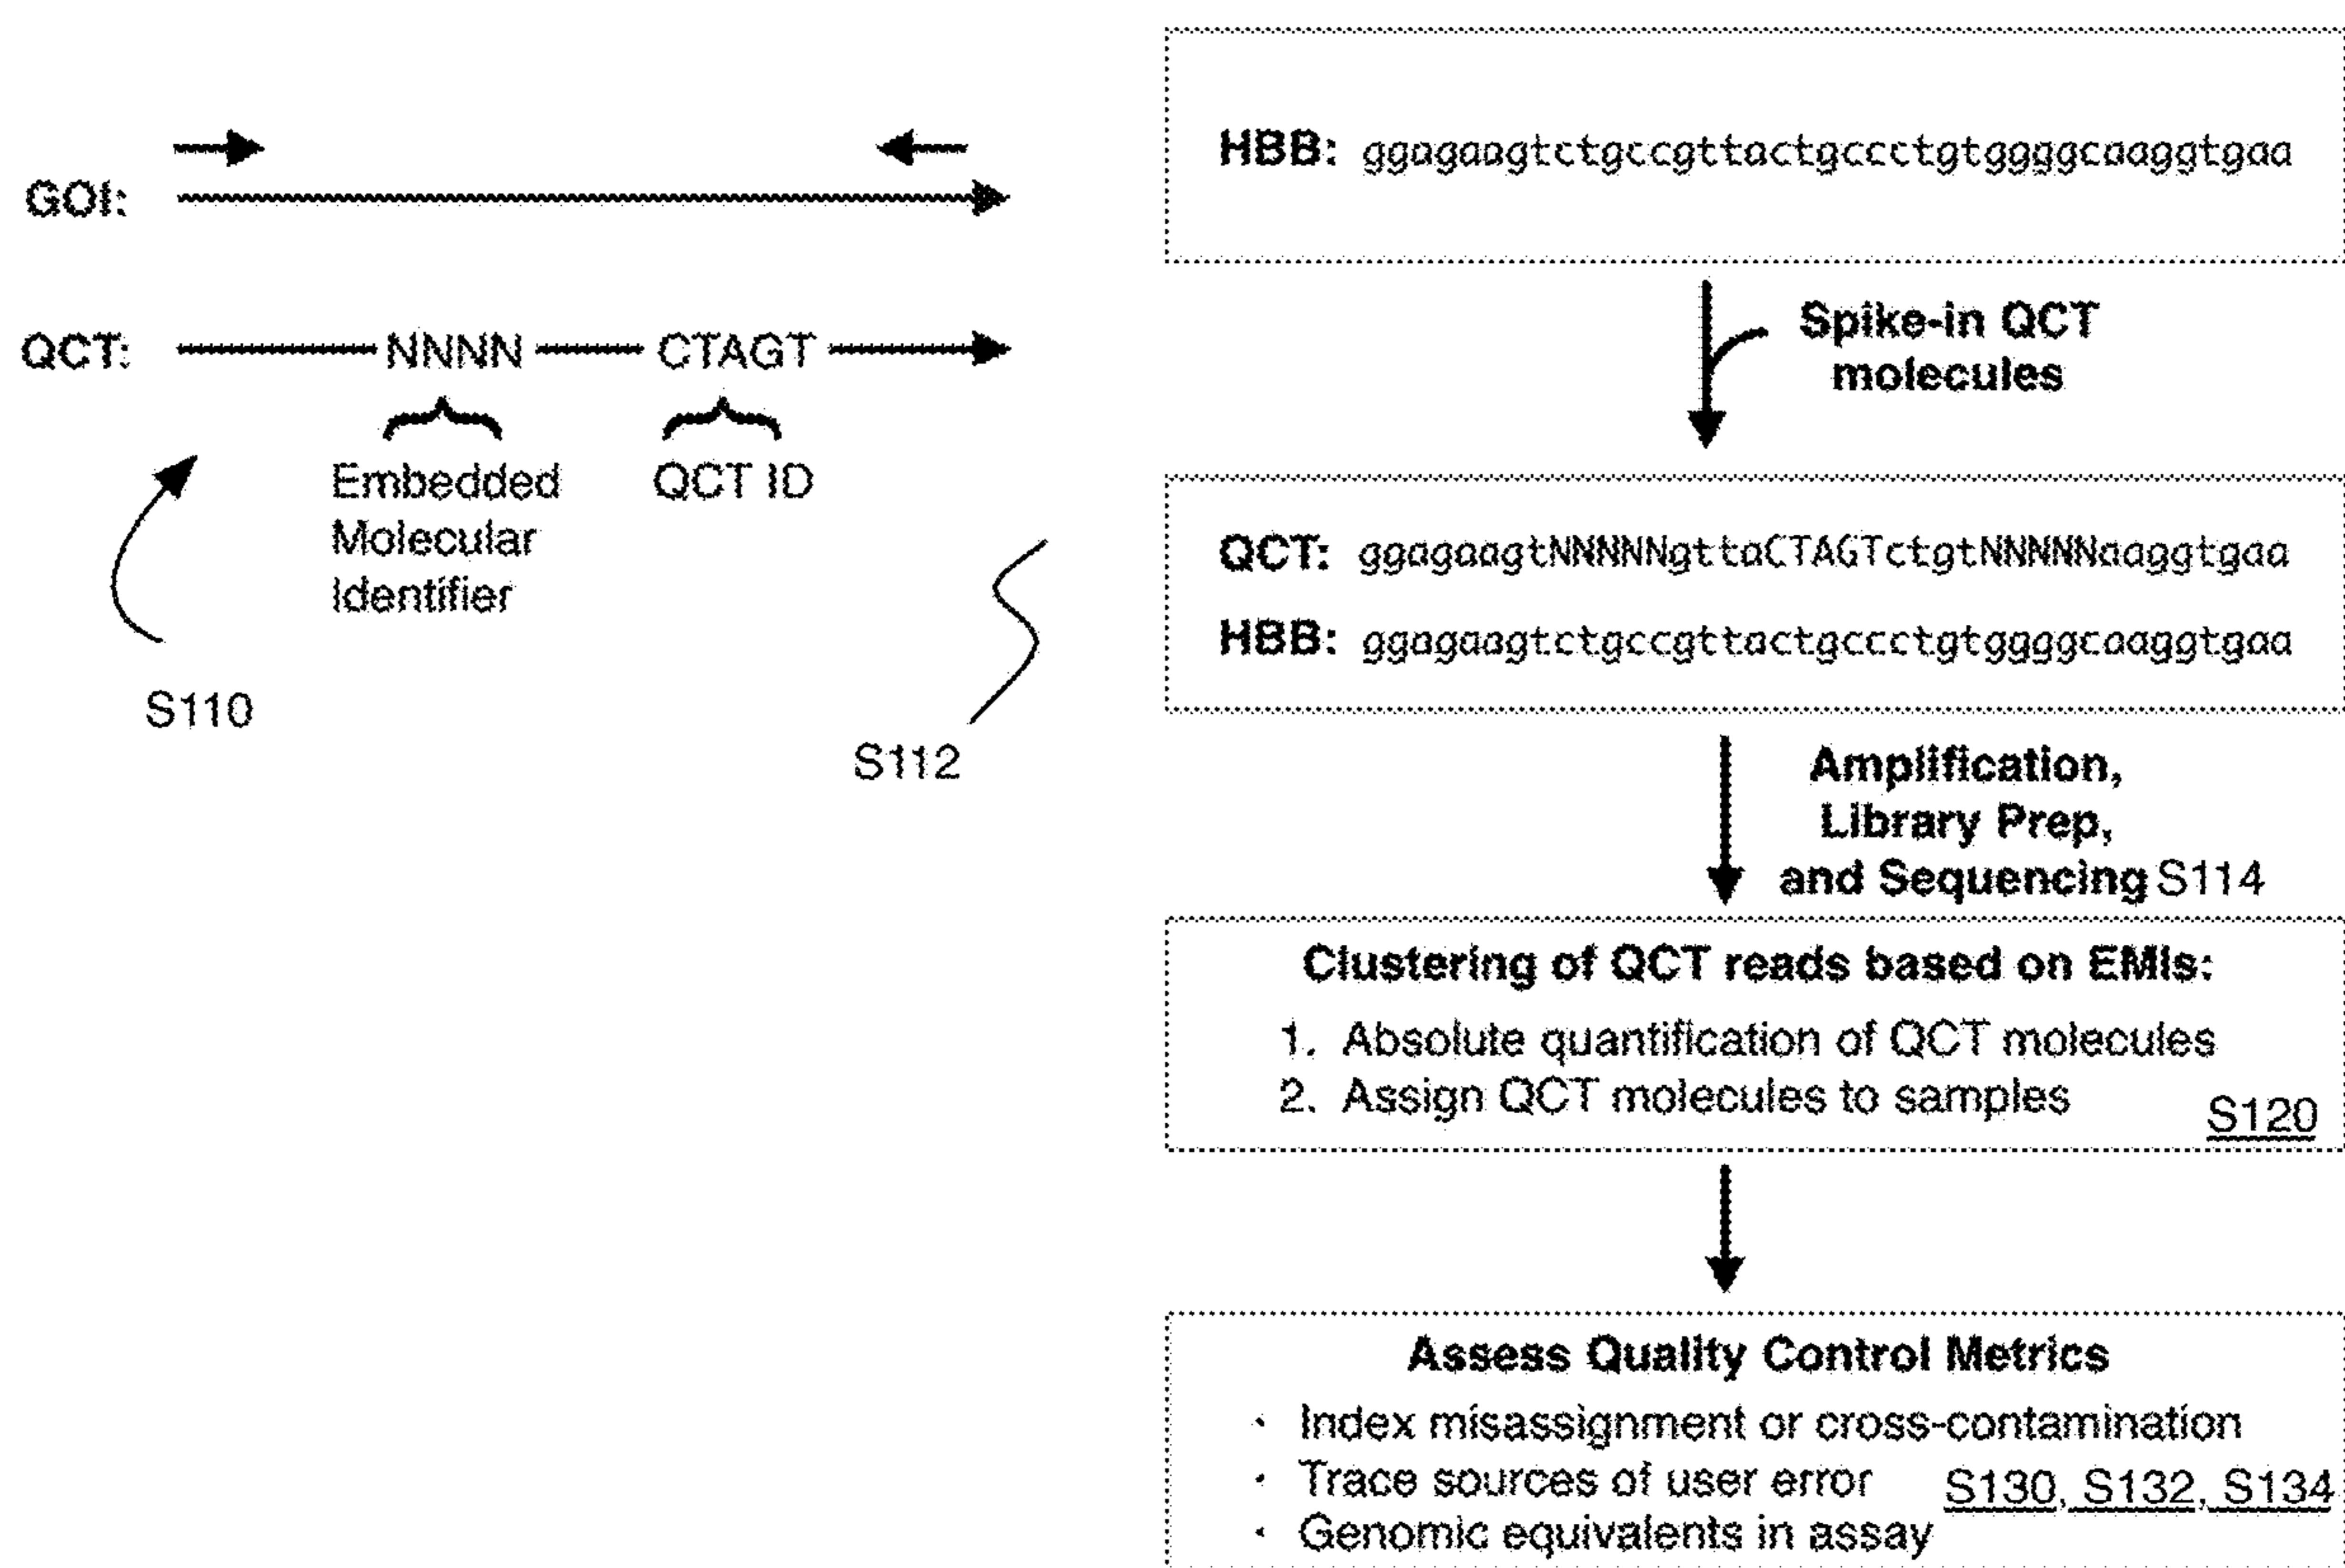 GOI:
QCT: NNNN CTAGT
Embedded
Molecular
Identifier
QCT ID
S110
S112
HBB: ggagaagtctgccgttactgccctgtggggcaaggtgaa
Spike-in QCT
molecules
QCT: ggagaagtNNNNNgttaCTAGTctgtNNNNNaaggtgaa
HBB: ggagaagtctgccgttactgccctgtggggcaaggtgaa
Amplification,
Library Prep,
and Sequencing S114
Clustering of QCT reads based on EMIs:
1. Absolute quantification of QCT molecules
2. Assign QCT molecules to samples
S120
Assess Quality Control Metrics
· Index misassignment or cross-contamination
· Trace sources of user error S130, S132, S134
· Genomic equivalents in assay